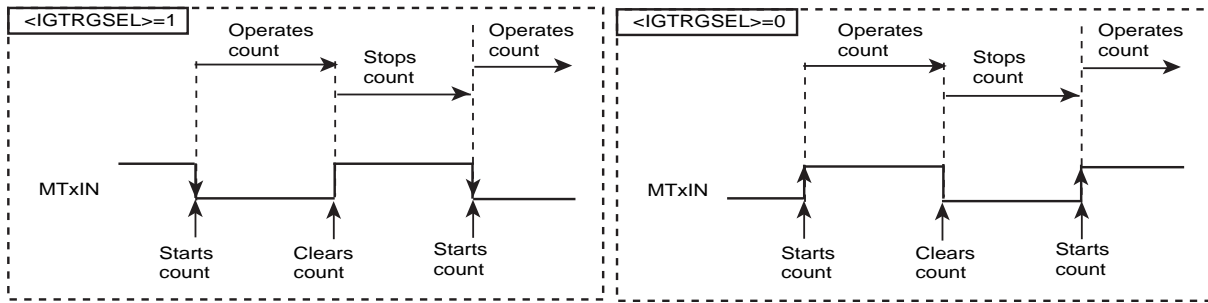 <IGTRGSEL>=1
Operates
count
Stops
count
Operates
count
MTxIN
Starts
count
Clears
count
Starts
count
<IGTRGSEL>=0
Operates
count
Stops
count
Operates
count
MTxIN
Starts
count
Clears
count
Starts
count